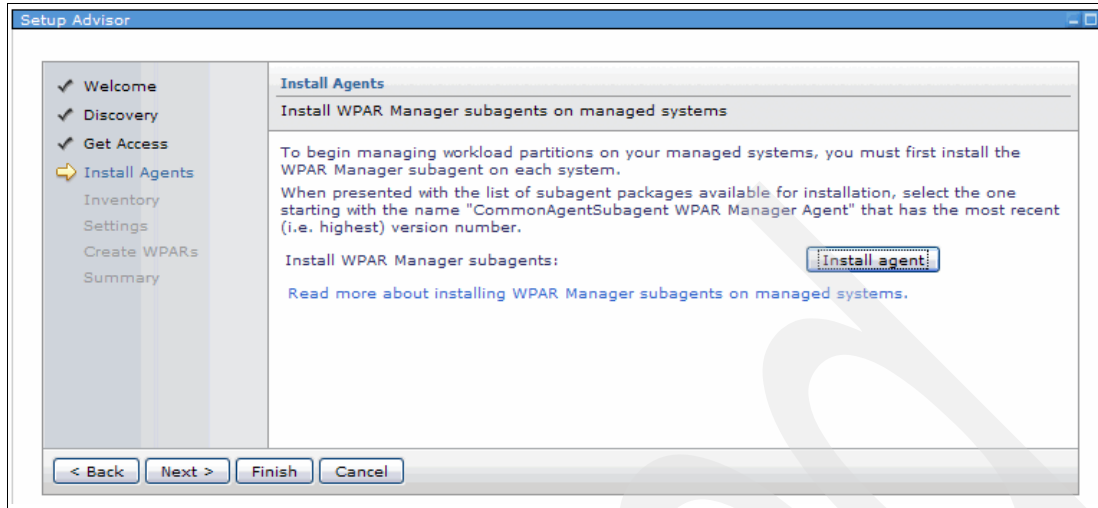 Setup Advisor
Welcome
Discovery
Get Access
Install Agents
Inventory
Settings
Create WPARs
Summary
Install Agents
Install WPAR Manager subagents on managed systems
To begin managing workload partitions on your managed systems, you must first install the
WPAR Manager subagent on each system.
When presented with the list of subagent packages available for installation, select the one
starting with the name "CommonAgentSubagent WPAR Manager Agent" that has the most recent
(i.e. highest) version number.
Install WPAR Manager subagents:
Install agent
Read more about installing WPAR Manager subagents on managed systems.
< Back
Next >
Finish
Cancel